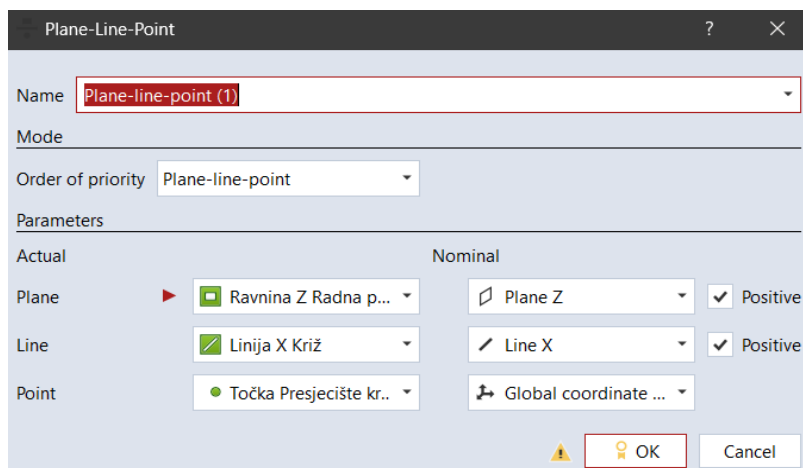 Plane-Line-Point ?
Name Plane-line-point (1)
Mode
Order of priority Plane-line-point
Parameters
Actual Nominal
Plane Ravnina Z Radna p... Plane Z Positive
Line Linija X Križ Line X Positive
Point Točka Presjecište kr.. Global coordinate ...
OK Cancel